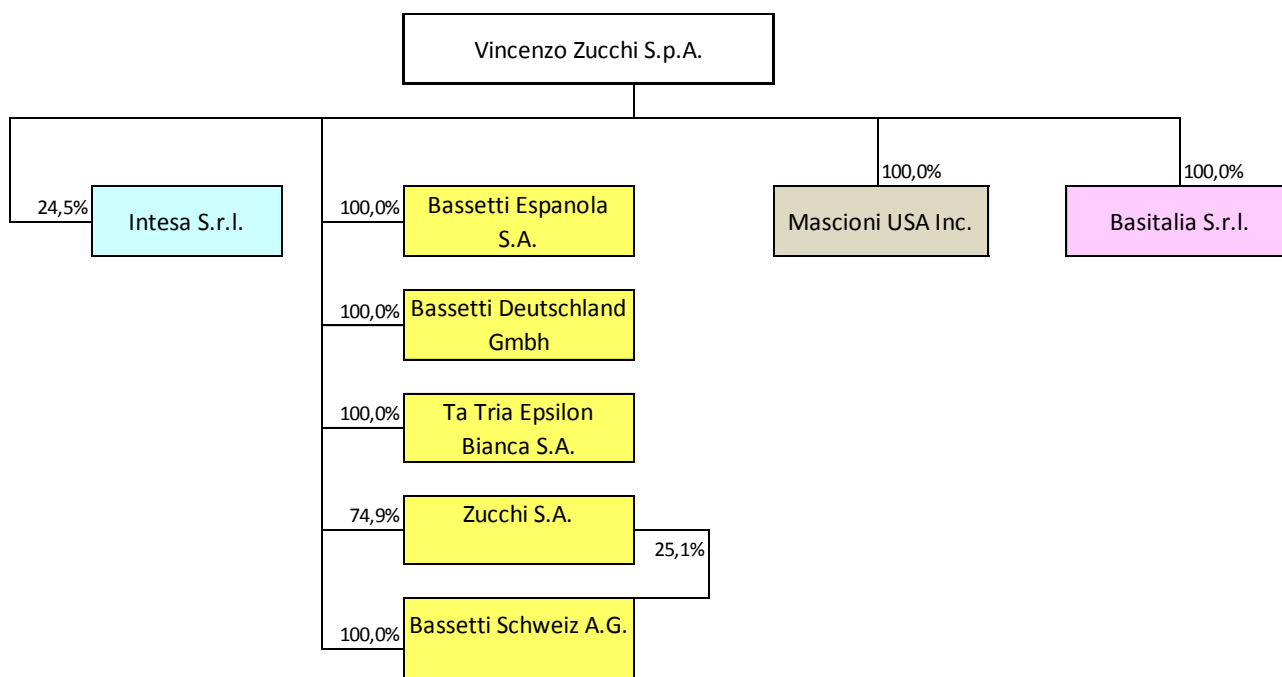 Vincenzo Zucchi S.p.A.
100,0%
100,0%
24,5%
Intesa S.r.l.
100,0%
Bassetti Espanola
S.A.
Mascioni USA Inc.
Basitalia S.r.l.
100,0%
Bassetti Deutschland
Gmbh
100,0%
Ta Tria Epsilon
Bianca S.A.
74,9%
Zucchi S.A.
25,1%
100,0%
Bassetti Schweiz A.G.